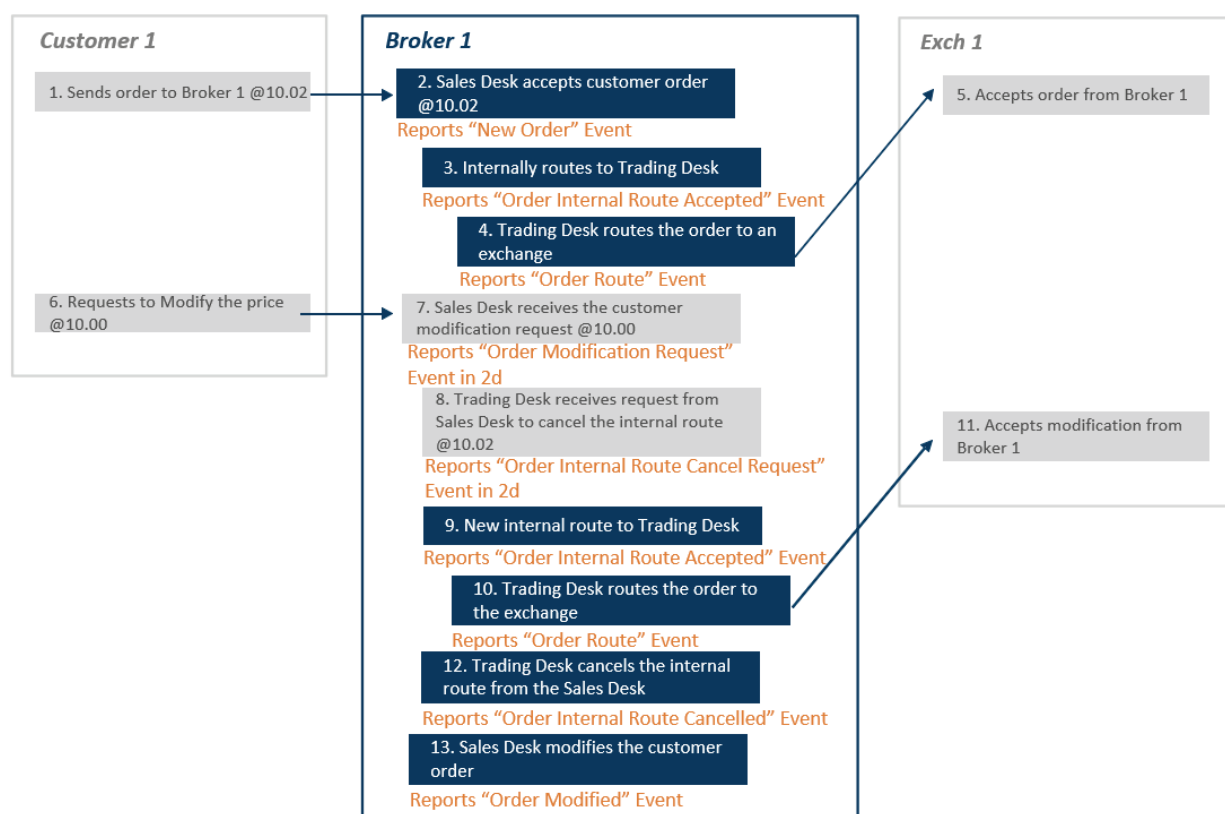 Customer 1
1. Sends order to Broker 1 @10.02
6. Requests to Modify the price
@10.00
Broker 1
2. Sales Desk accepts customer order
@10.02
Reports “New Order” Event
3. Internally routes to Trading Desk
Reports “Order Internal Route Accepted” Event
4. Trading Desk routes the order to an
exchange
Reports “Order Route” Event
7. Sales Desk receives the customer
modification request @10.00
Reports “Order Modification Request”
Event in 2d
8. Trading Desk receives request from
Sales Desk to cancel the internal route
@10.02
Reports “Order Internal Route Cancel Request”
Event in 2d
9. New internal route to Trading Desk
Reports “Order Internal Route Accepted” Event
10. Trading Desk routes the order to
the exchange
Reports “Order Route” Event
12. Trading Desk cancels the internal
route from the Sales Desk
Reports “Order Internal Route Cancelled” Event
13. Sales Desk modifies the customer
order
Reports “Order Modified” Event
Exch 1
5. Accepts order from Broker 1
11. Accepts modification from
Broker 1